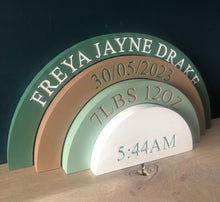 FREYA JAYNE DRAKE
30/05/2023
7LBS 12OZ
5:44AM